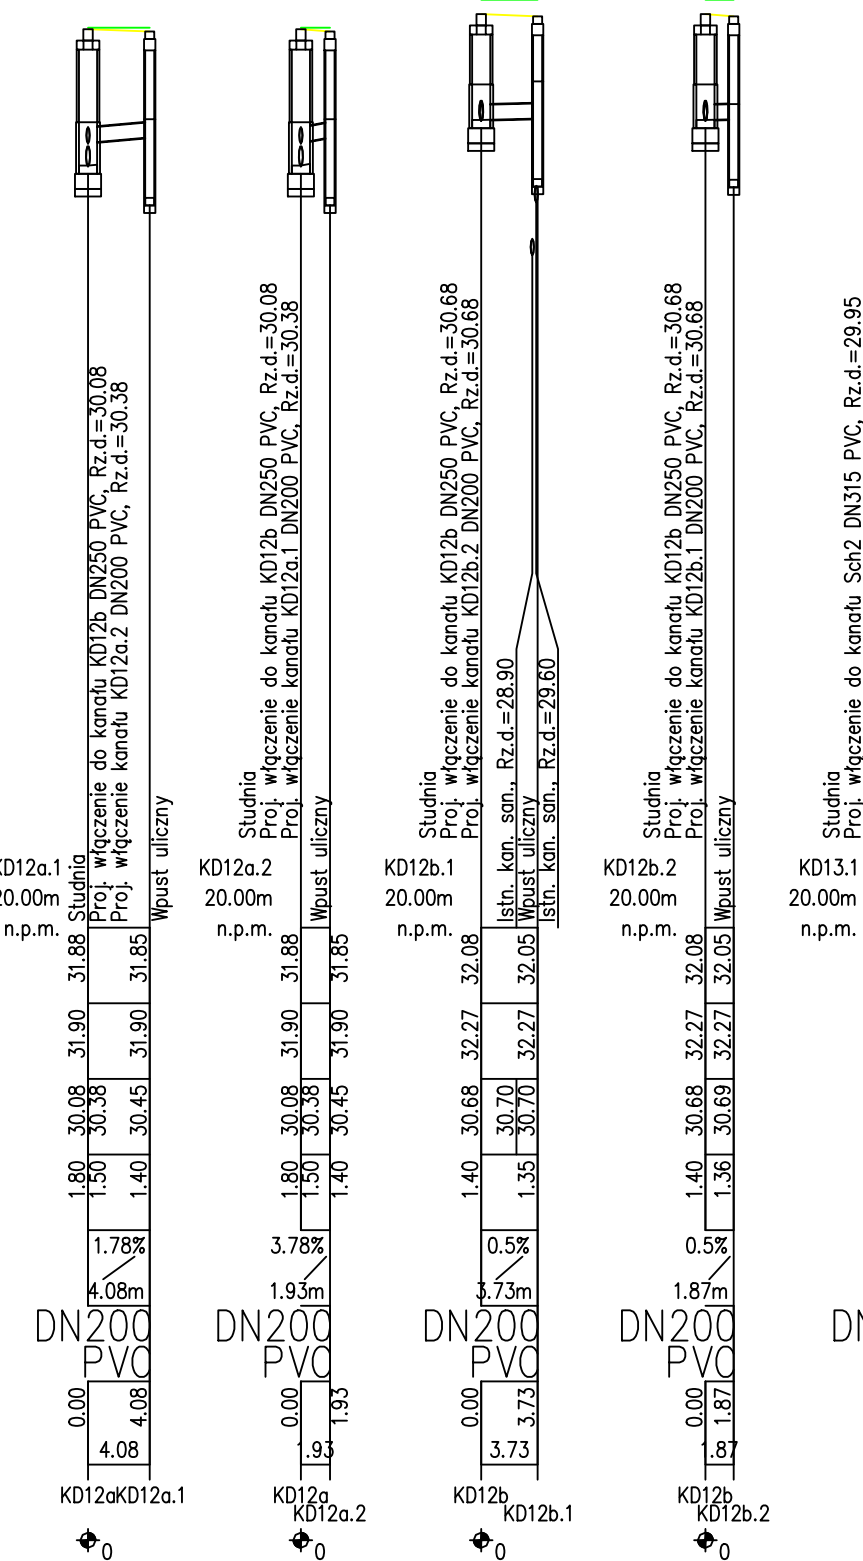 KD12a.1
20.00m
n.p.m.
Studnia
Proj. włączenie do kanału KD12b DN250 PVC, Rz.d.=30.08
Proj. włączenie kanału KD12a.2 DN200 PVC, Rz.d.=30.38
Wpust uliczny
31.88
31.85
31.90
31.90
30.08
30.38
30.45
1.80
1.50
1.40
1.78%
4.08m
DN200
PVC
0.00
4.08
4.08
KD12a
KD12a.1
0
KD12a.2
20.00m
n.p.m.
Studnia
Proj. włączenie do kanału KD12b DN250 PVC, Rz.d.=30.08
Proj. włączenie kanału KD12a.1 DN200 PVC, Rz.d.=30.38
Wpust uliczny
31.88
31.85
31.90
31.90
30.08
30.38
30.45
1.80
1.50
1.40
3.78%
1.93m
DN200
PVC
0.00
1.93
1.93
KD12a
KD12a.2
0
KD12b.1
20.00m
n.p.m.
Studnia
Proj. włączenie do kanału KD12b DN250 PVC, Rz.d.=30.68
Proj. włączenie kanału KD12b.2 DN200 PVC, Rz.d.=30.68
Istn. kan. san., Rz.d.=28.90
Wpust uliczny
Istn. kan. san., Rz.d.=29.60
32.08
32.05
32.27
32.27
30.68
30.70
30.70
1.40
1.35
0.5%
3.73m
DN200
PVC
0.00
3.73
3.73
KD12b
KD12b.1
0
KD12b.2
20.00m
n.p.m.
Studnia
Proj. włączenie do kanału KD12b DN250 PVC, Rz.d.=30.68
Proj. włączenie kanału KD12b.1 DN200 PVC, Rz.d.=30.68
Wpust uliczny
32.08
32.05
32.27
32.27
30.68
30.69
1.40
1.36
0.5%
1.87m
DN200
PVC
0.00
1.87
1.87
KD12b
KD12b.2
0
KD13.1
20.00m
n.p.m.
Studnia
Proj. włączenie do kanału Sch2 DN315 PVC, Rz.d.=29.95